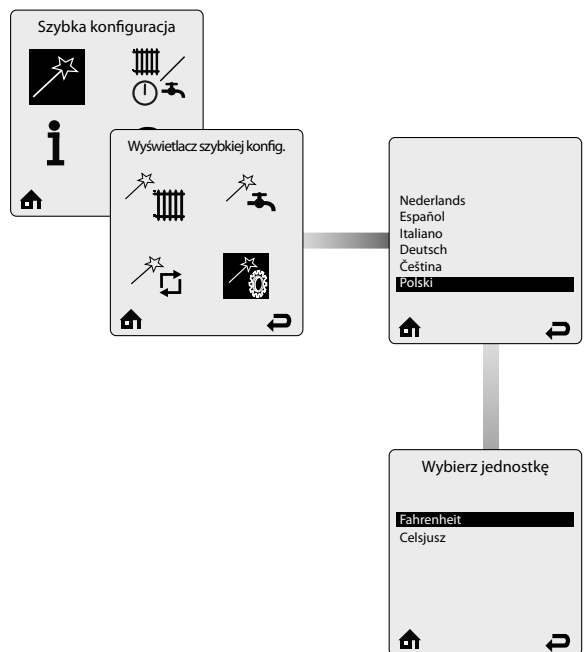 Szybka konfiguracja
Wyświetlacz szybkiej konfig.
Nederlands
Español
Italiano
Deutsch
Čeština
Polski
Wybierz jednostkę
Fahrenheit
Celsjusz